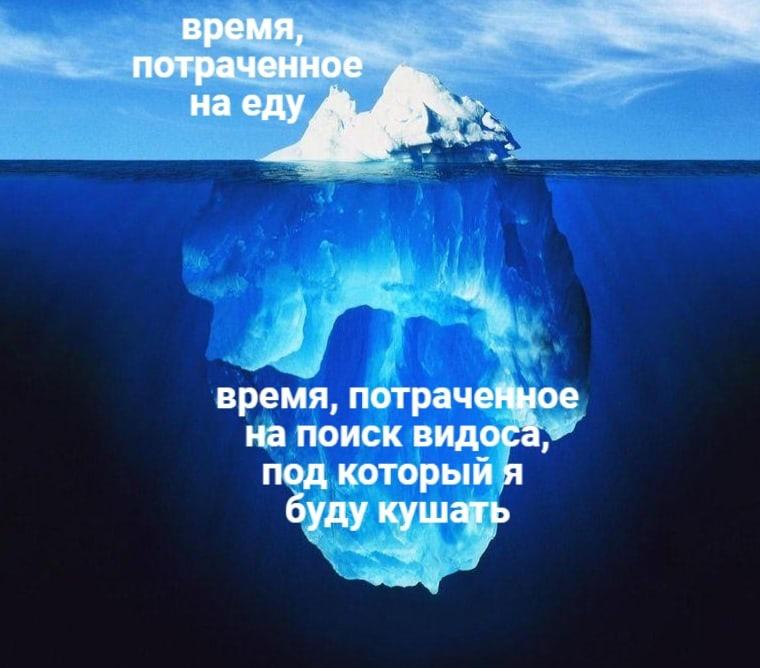 время,
потраченное
на еду
время, потраченное
на поиск видоса,
под который я
буду кушать